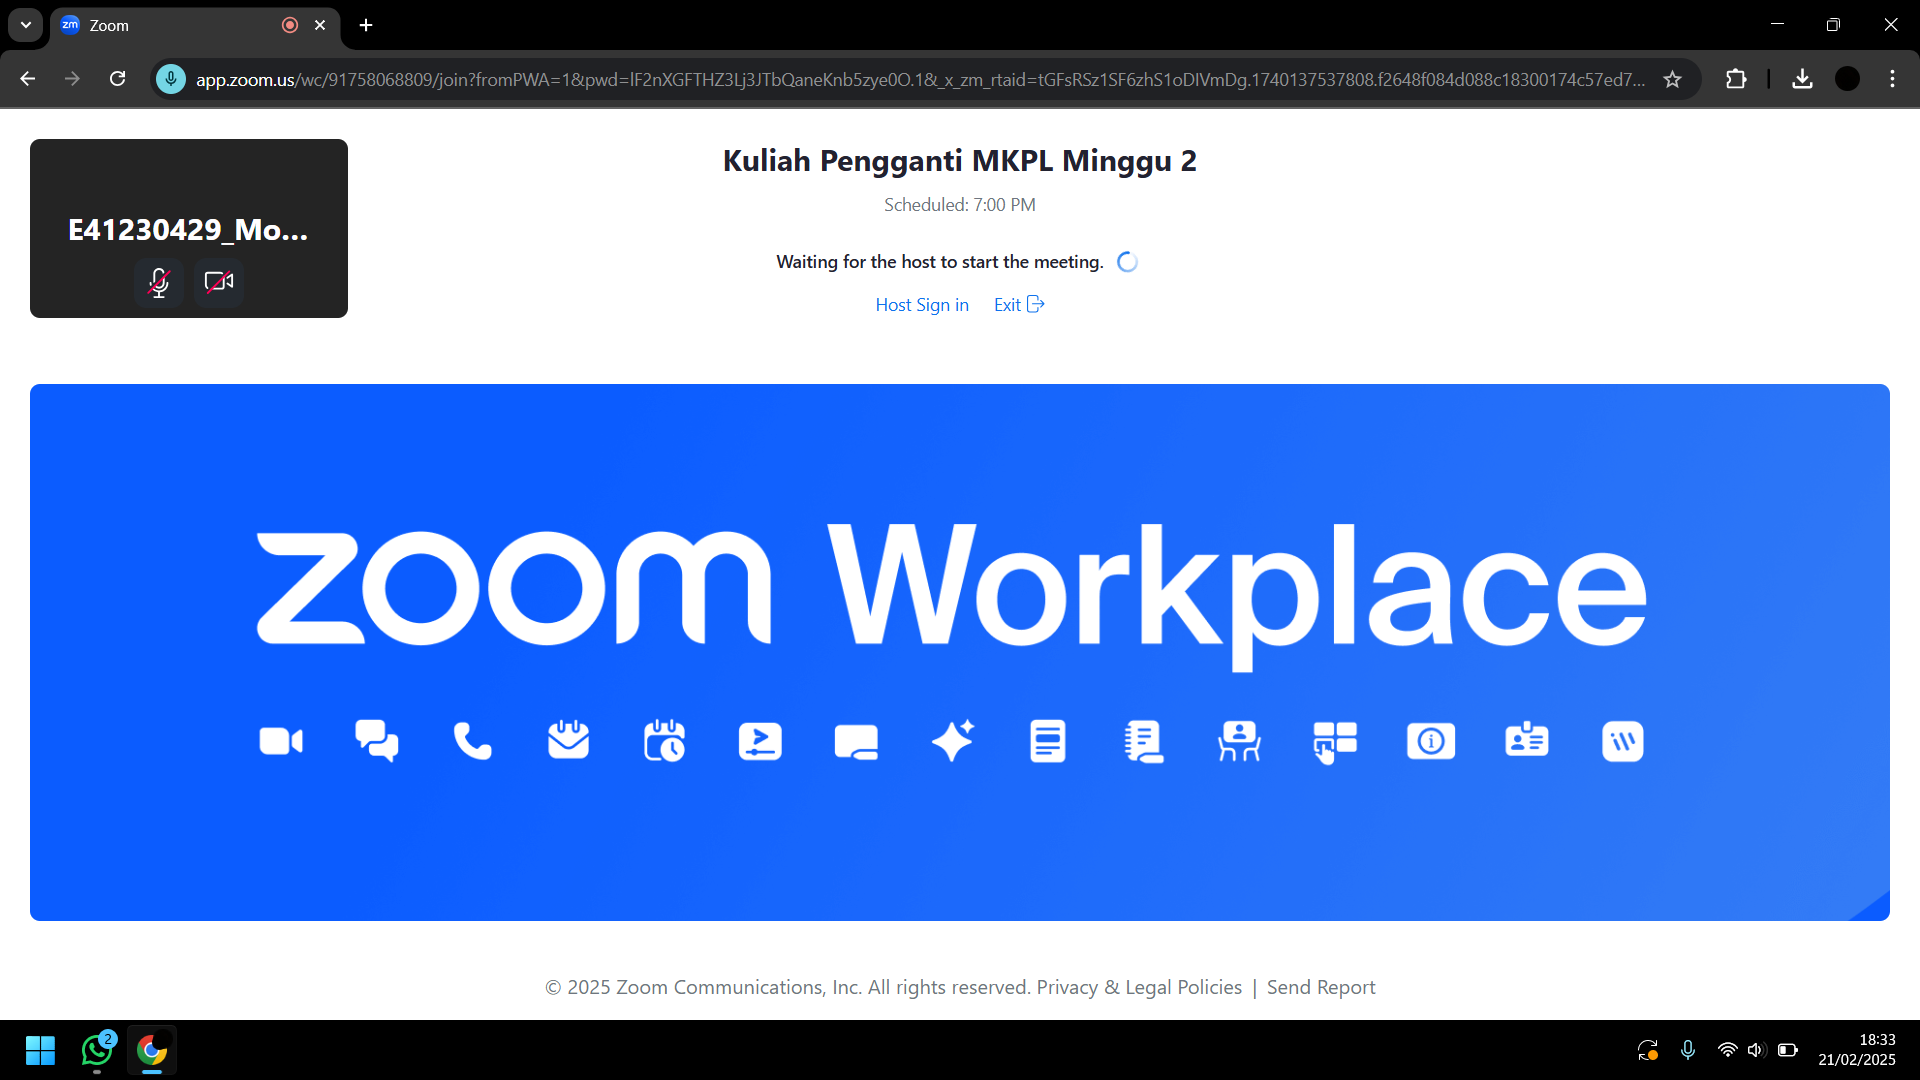 zm Zoom
app.zoom.us/wc/91758068809/join?fromPWA=1&pwd=lF2nXGFTHZ3Lj3JTbQaneKnb5zye0O.1&_x_zm_rtaid=tGFsRSz1SF6zhS1oDIVmDg.1740137537808.f2648f084d088c18300174c57ed7...
E41230429_Mo...
Kuliah Pengganti MKPL Minggu 2
Scheduled: 7:00 PM
Waiting for the host to start the meeting.
Host Sign in Exit
zoom Workplace
© 2025 Zoom Communications, Inc. All rights reserved. Privacy & Legal Policies | Send Report
2
18:33
21/02/2025